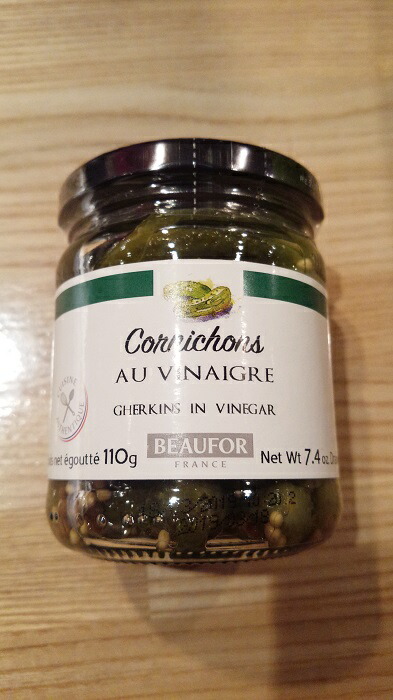 Cornichons
AU VINAIGRE
GHERKINS IN VINEGAR
BEAUFOR
FRANCE
net égoutté 110g
Net Wt 7.4 oz.